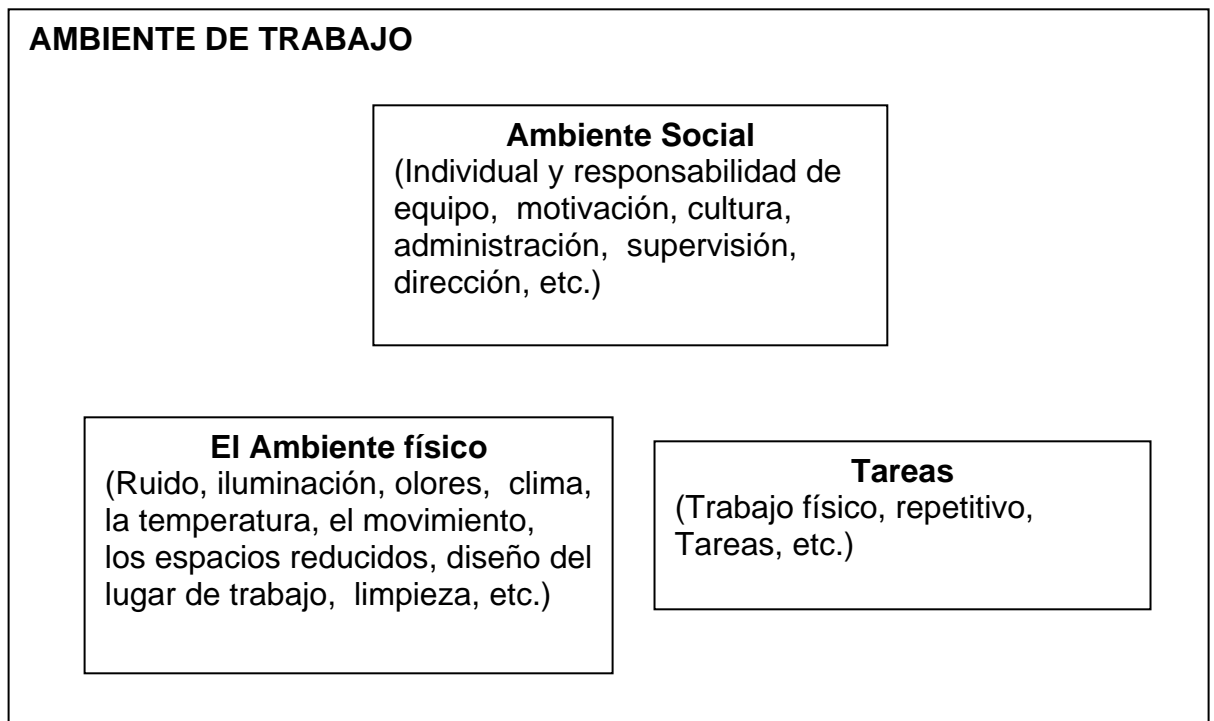 AMBIENTE DE TRABAJO
Ambiente Social
(Individual y responsabilidad de
equipo, motivación, cultura,
administración, supervisión,
dirección, etc.)
El Ambiente físico
(Ruido, iluminación, olores, clima,
la temperatura, el movimiento,
los espacios reducidos, diseño del
lugar de trabajo, limpieza, etc.)
Tareas
(Trabajo físico, repetitivo,
Tareas, etc.)